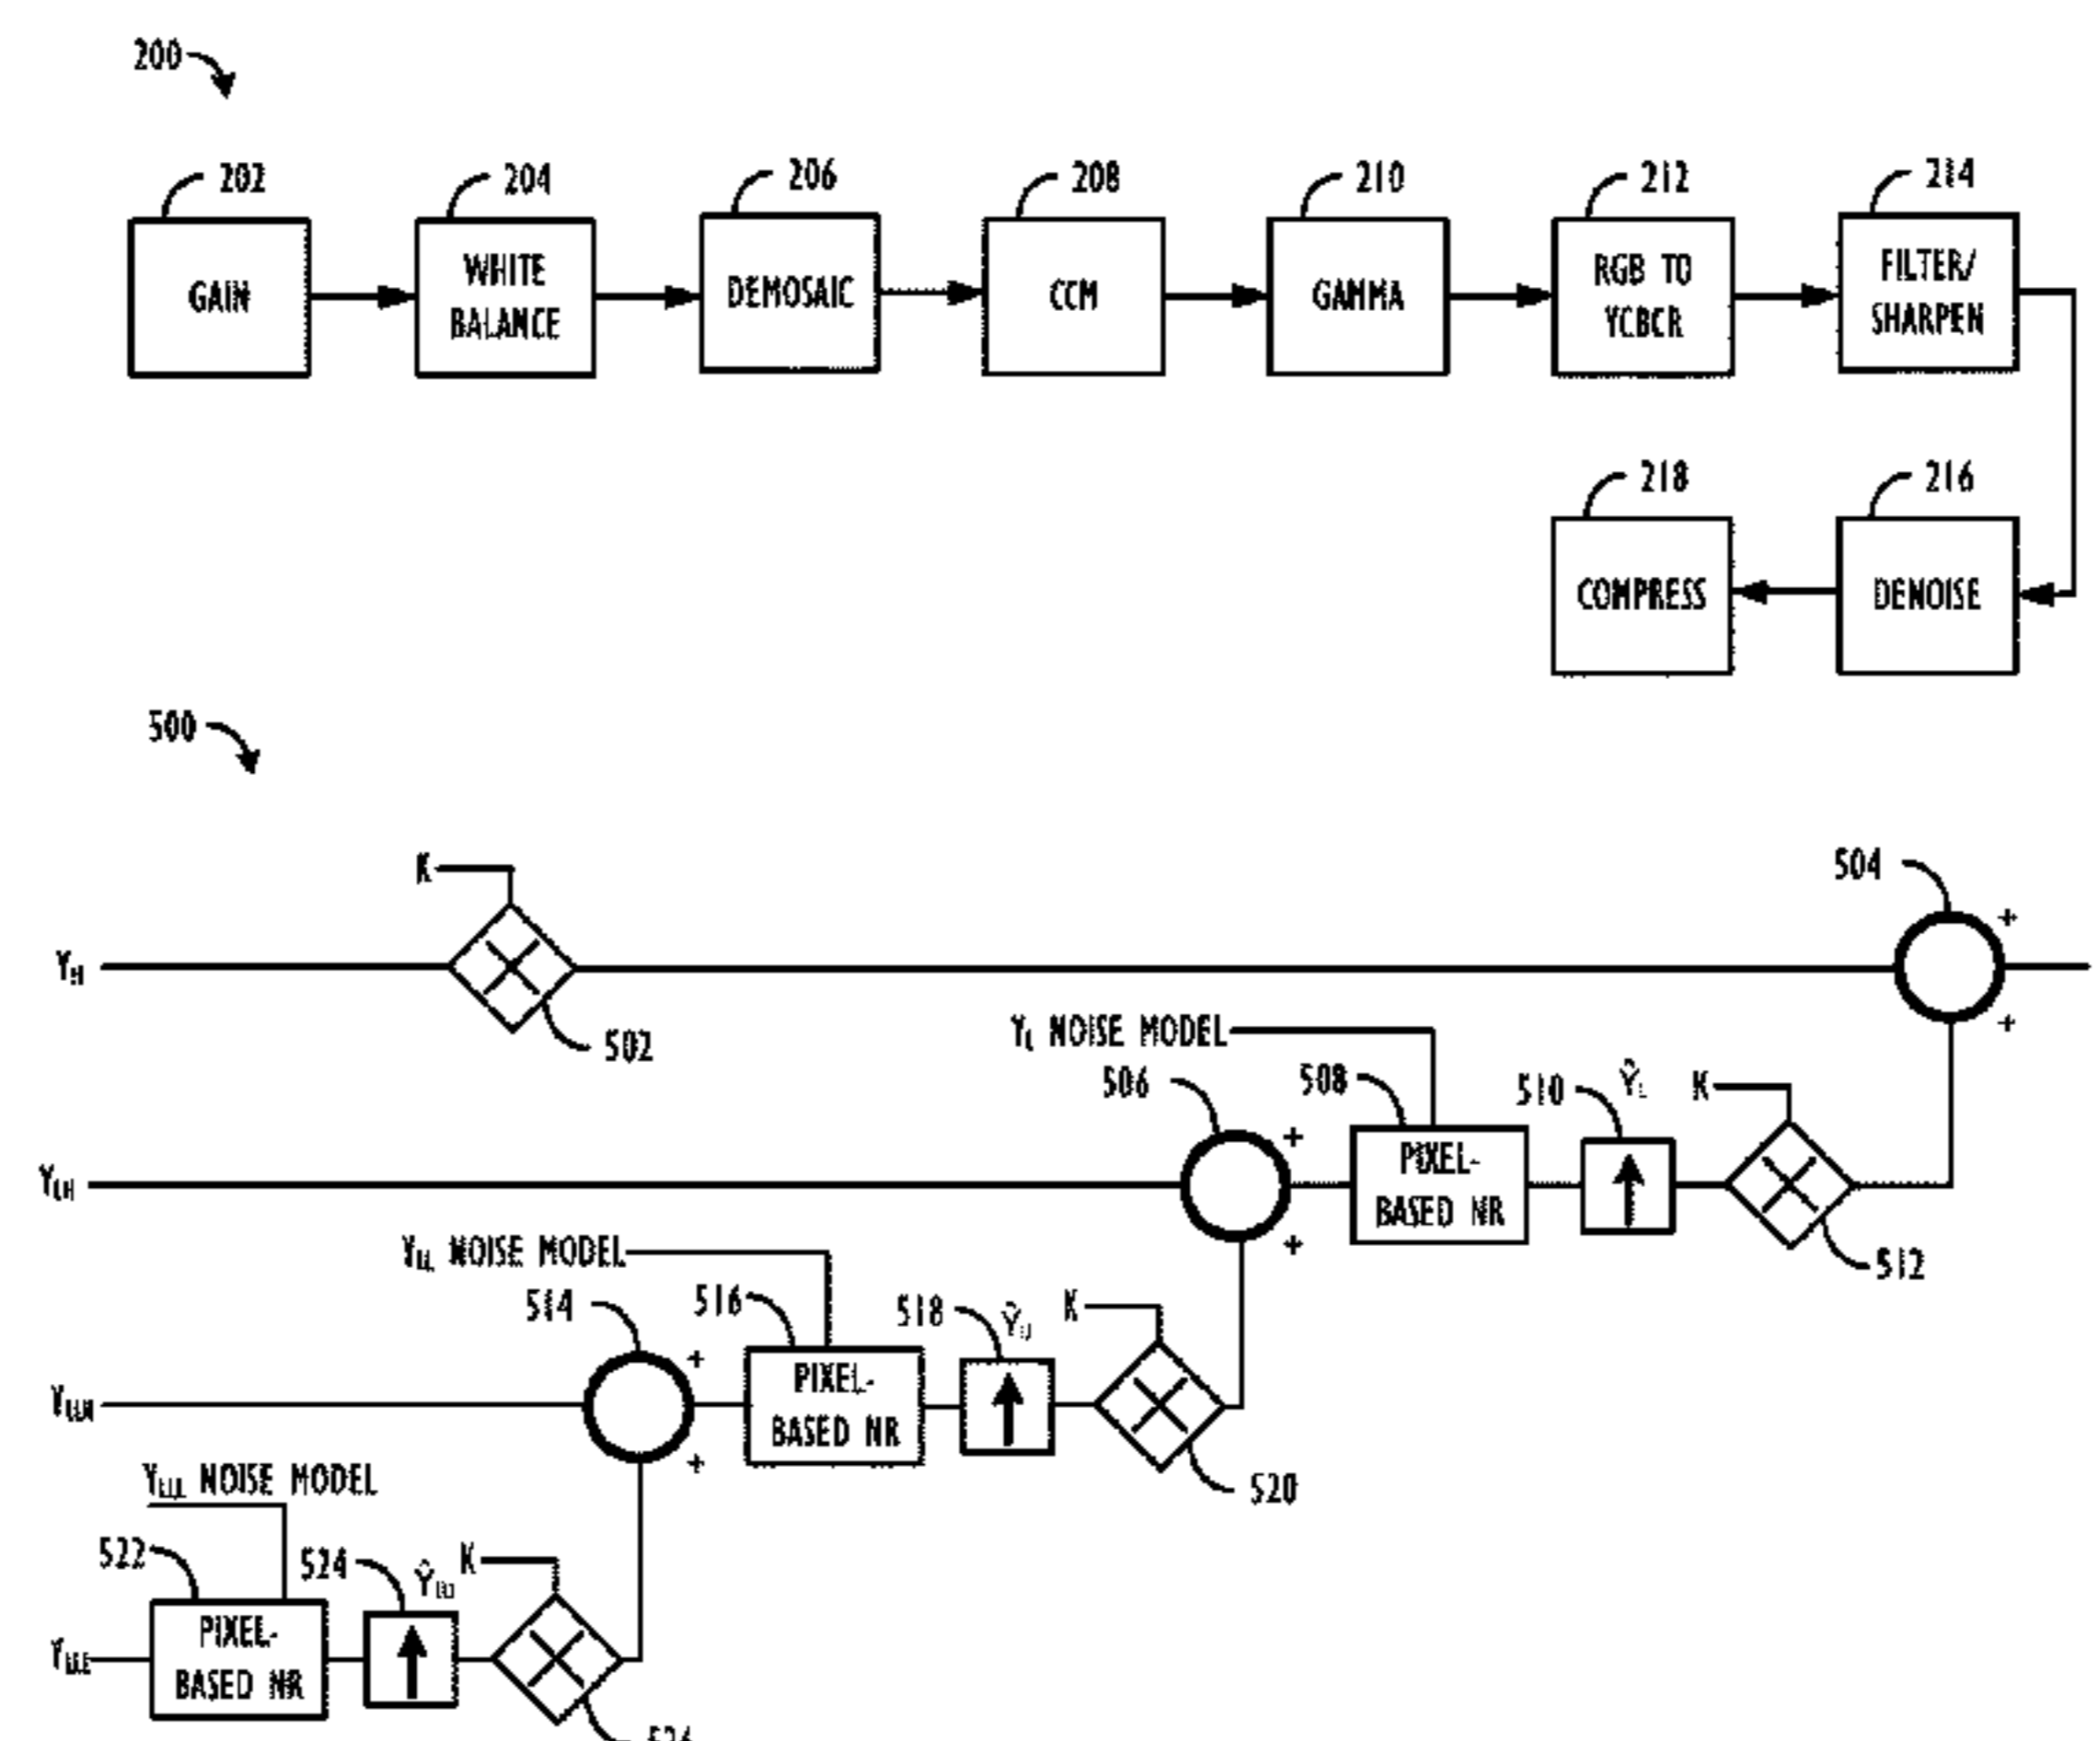 200
202
204
206
208
210
212
214
GAIN
WHITE
BALANCE
DEMOSAIC
CCM
GAMMA
RGB TO
YCBCR
FILTER/
SHARPEN
218
216
COMPRESS
DENOISE
500
K
504
+
YH
502
+
YL NOISE MODEL
506
508
510
ŶL
K
+
PIXEL-
BASED NR
YLH
+
512
YLL NOISE MODEL
514
516
518
ŶLL
K
+
PIXEL-
BASED NR
YLLH
+
520
YLLL NOISE MODEL
522
524
ŶLLL
K
PIXEL-
BASED NR
YLLL